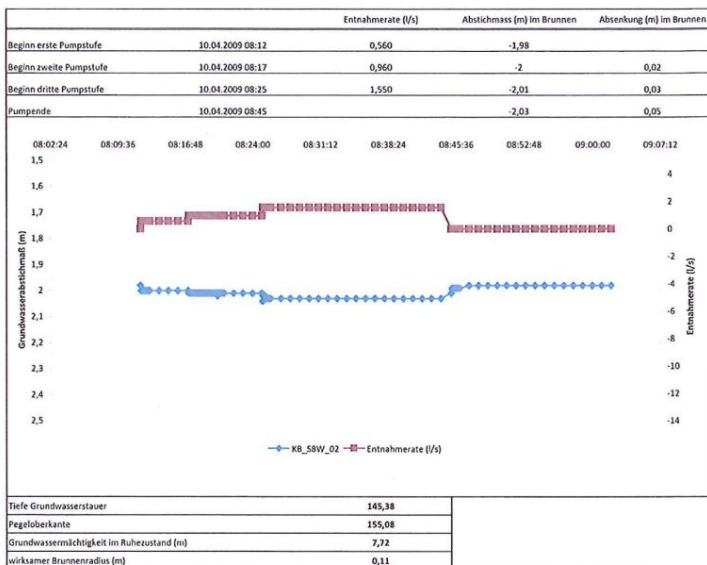 Entnahmerate (l/s) Abstichmass (m) im Brunnen Absenkung (m) im Brunnen
Beginn erste Pumpstufe 10.04.2009 08:12 0,560 -1,98
Beginn zweite Pumpstufe 10.04.2009 08:17 0,960 -2 0,02
Beginn dritte Pumpstufe 10.04.2009 08:25 1,550 -2,01 0,03
Pumpende 10.04.2009 08:45 -2,03 0,05
08:02:24 08:09:36 08:16:48 08:24:00 08:31:12 08:38:24 08:45:36 08:52:48 09:00:00 09:07:12
1,5
1,6
1,7
1,8
1,9
2
2,1
2,2
2,3
2,4
2,5
Grundwasserabstichmaß (m)
4
2
0
-2
-4
-6
-8
-10
-12
-14
Entnahmerate (l/s)
KB_S8W_02 Entnahmerate (l/s)
Tiefe Grundwasserstauer 145,38
Pegeloberkante 155,08
Grundwassermächtigkeit im Ruhezustand (m) 7,72
wirksamer Brunnenradius (m) 0,11